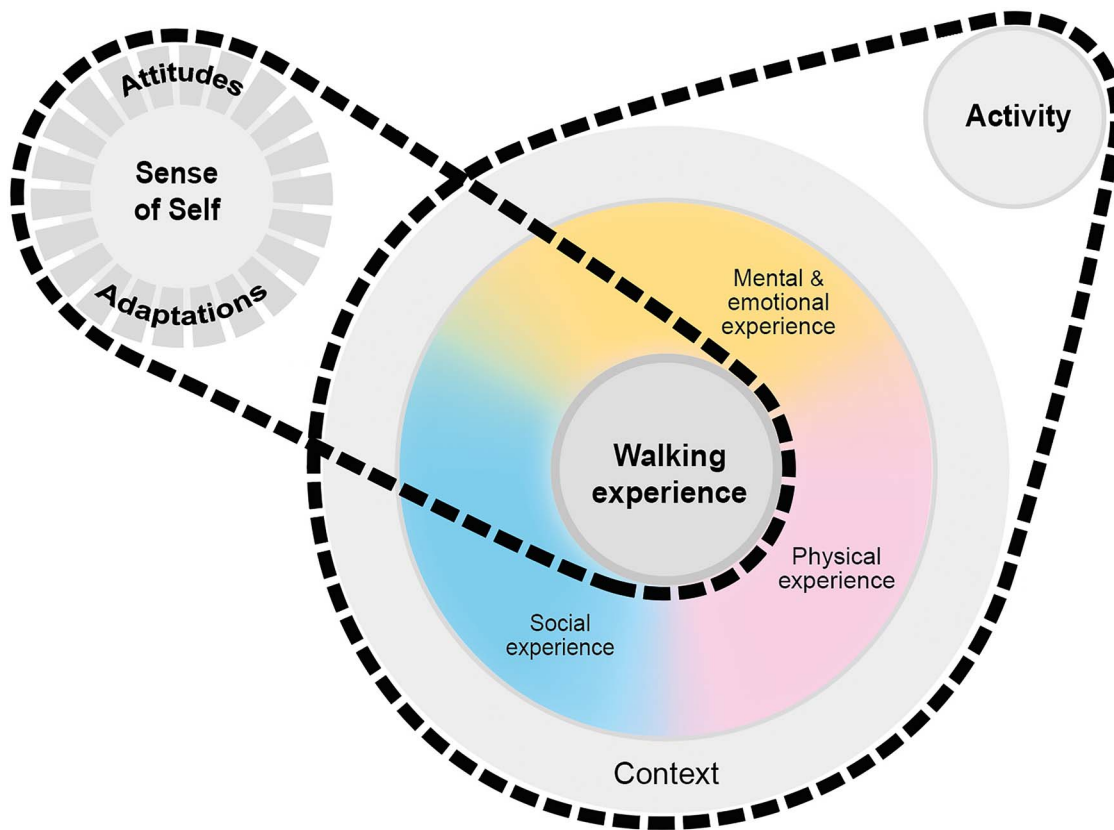 Attitudes
Sense
of Self
Adaptations
Activity
Mental &
emotional
experience
Walking
experience
Physical
experience
Social
experience
Context